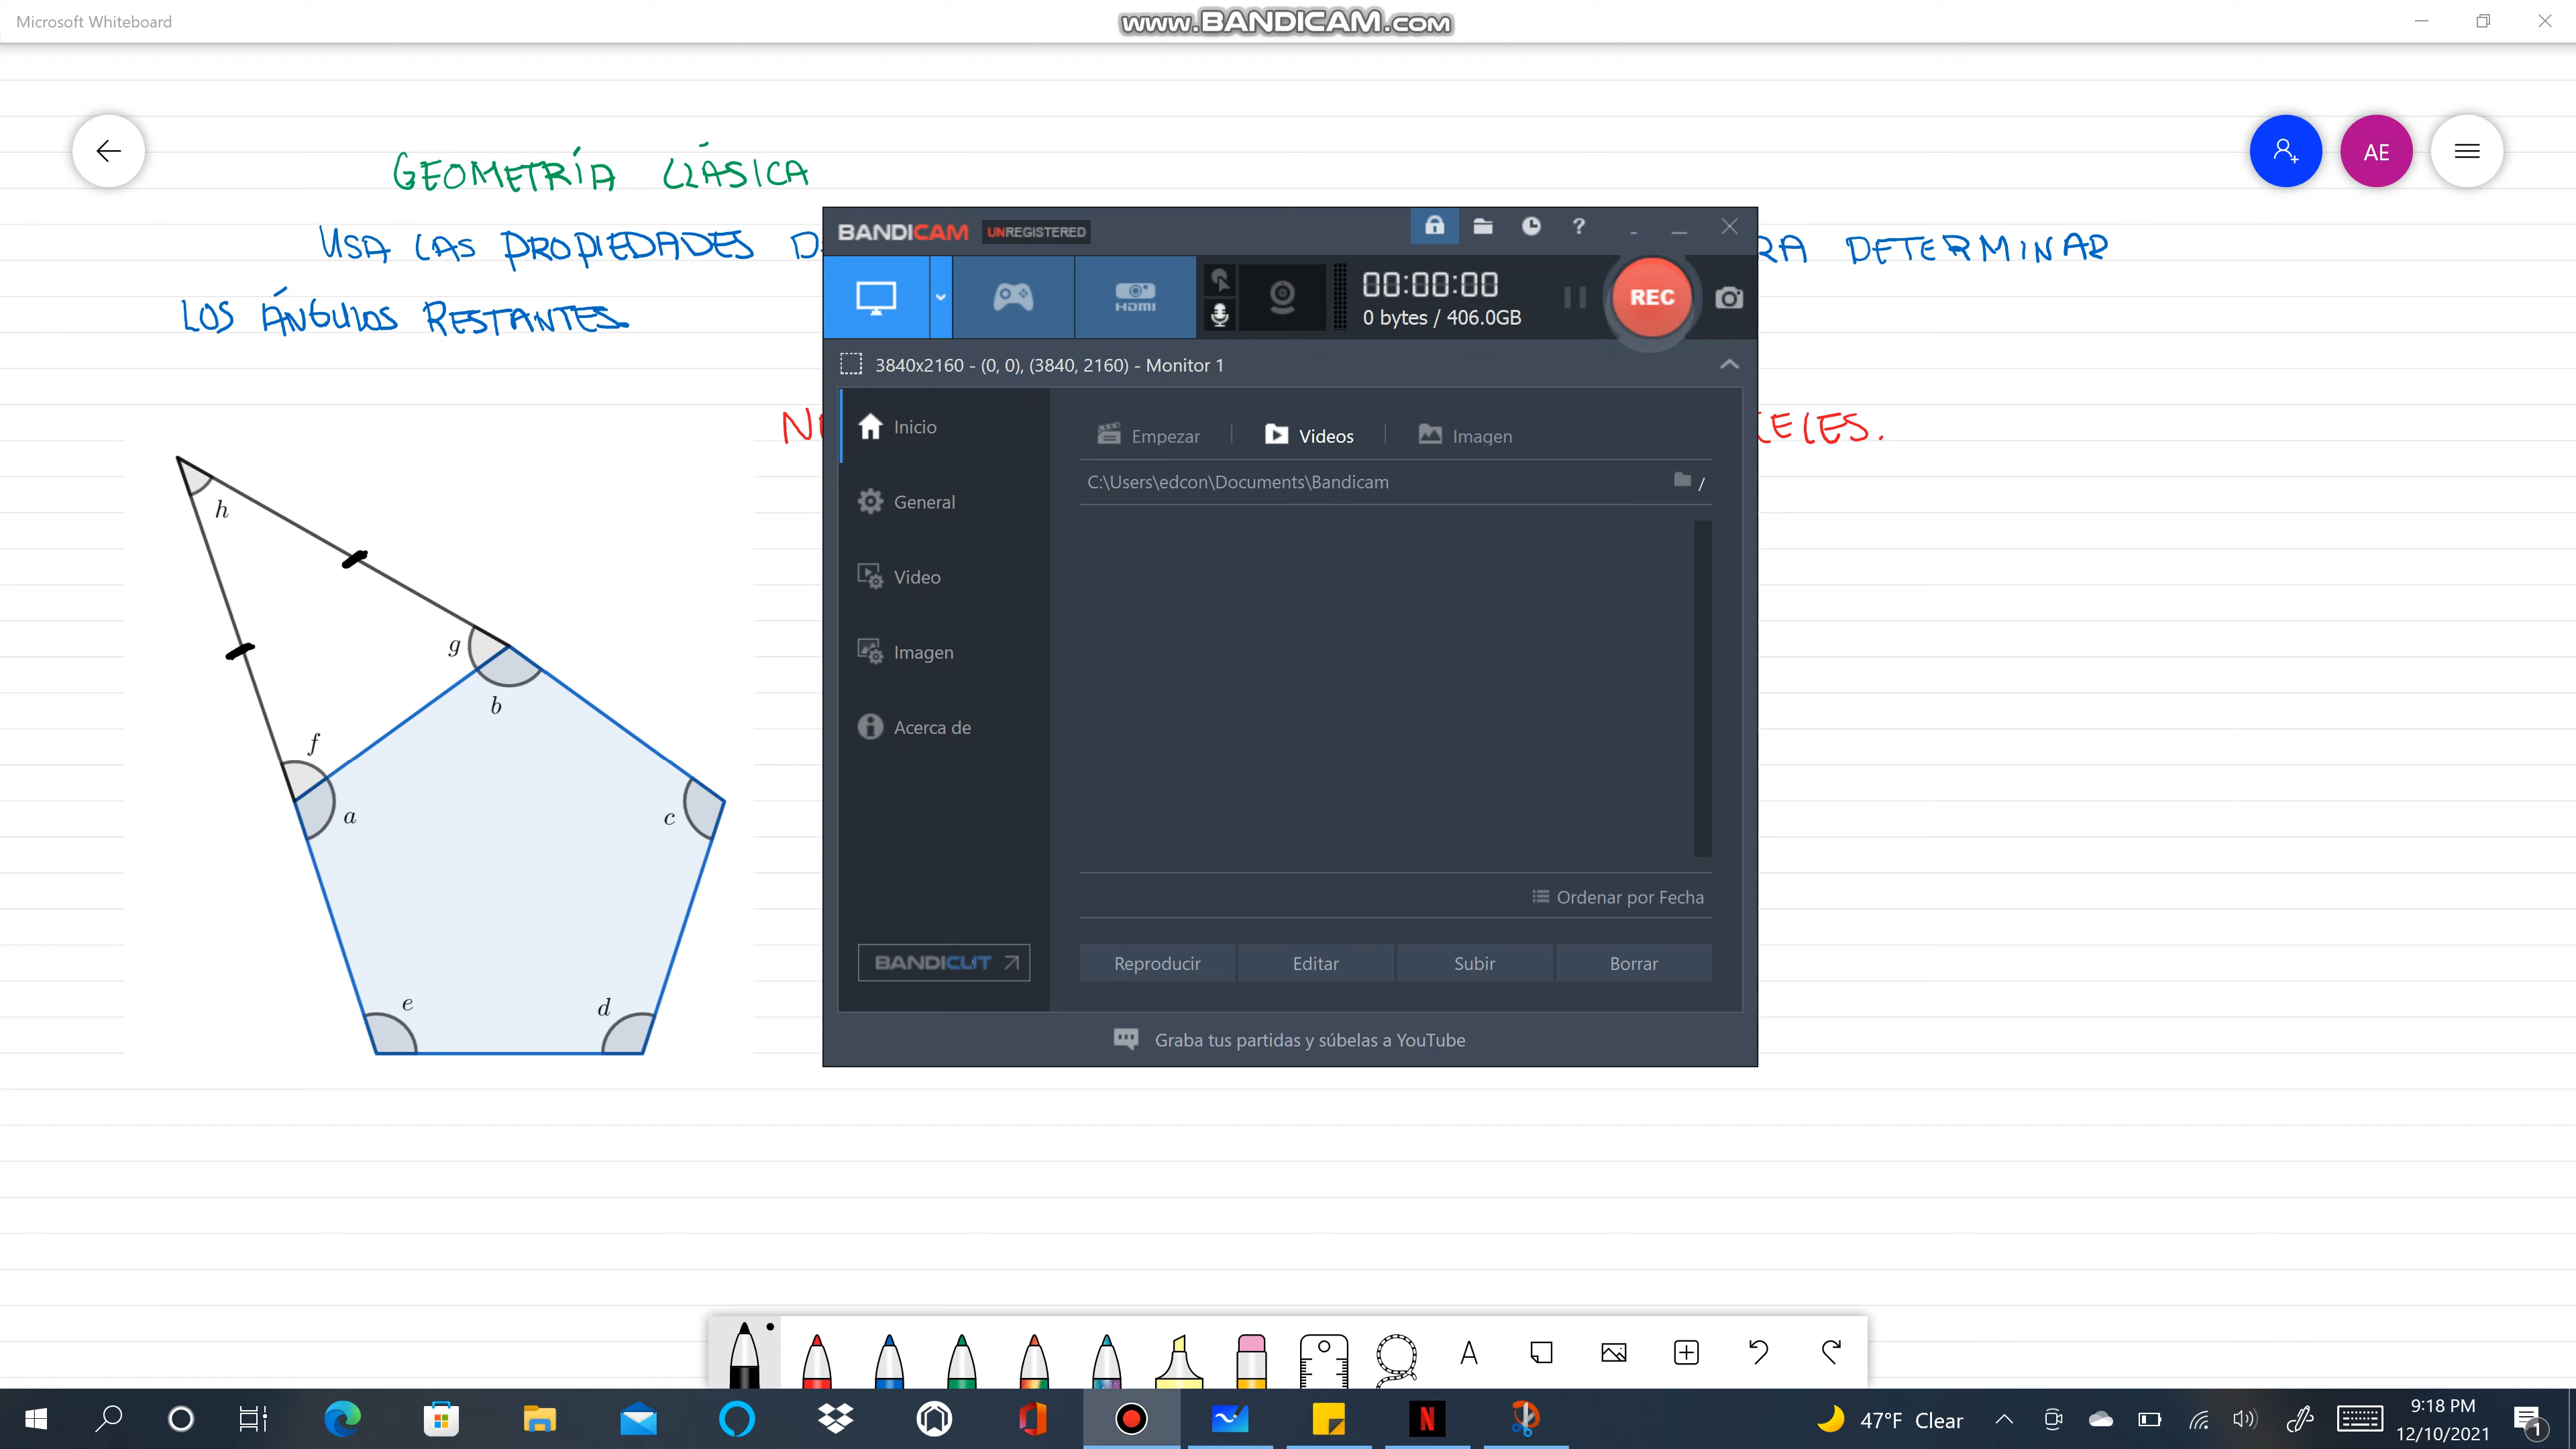 Microsoft Whiteboard
www.BANDICAM.com
GEOMETRÍA CLÁSICA
AE
USA LAS PROPIEDADES
DETERMINAR
LOS ÁNGULOS RESTANTES
BANDICAM UNREGISTERED
HDMI
00:00:00
0 bytes / 406.0GB
REC
3840x2160 - (0, 0), (3840, 2160) - Monitor 1
Inicio
General
Video
Imagen
Acerca de
Empezar
Videos
Imagen
C:\Users\edcon\Documents\Bandicam
/
Ordenar por Fecha
BANDICUT
Reproducir
Editar
Subir
Borrar
Graba tus partidas y súbelas a YouTube
h
g
b
f
a
c
e
d
47°F Clear
9:18 PM
12/10/2021
1